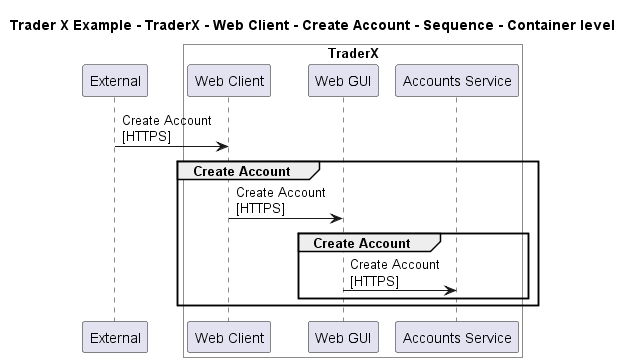 Trader X Example - TraderX - Web Client - Create Account - Sequence - Container level
TraderX
External
Web Client
Web GUI
Accounts Service
Create Account
[HTTPS]
Create Account
Create Account
[HTTPS]
Create Account
Create Account
[HTTPS]
External
Web Client
Web GUI
Accounts Service